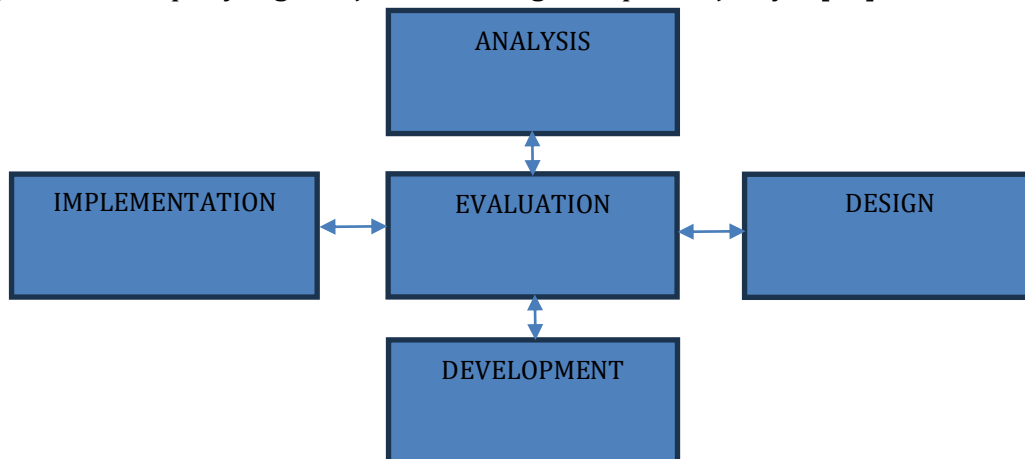 ANALYSIS
IMPLEMENTATION
EVALUATION
DESIGN
DEVELOPMENT